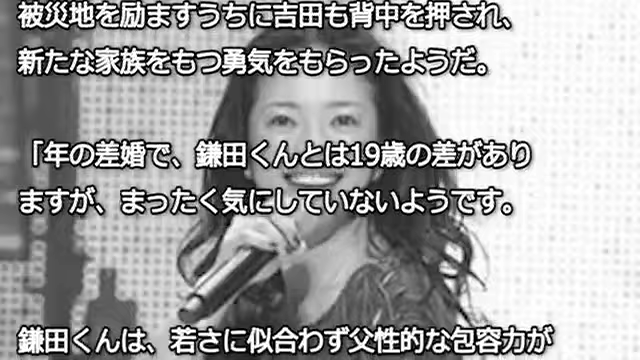 被災地を励ますうちに吉田も背中を押され、
新たな家族をもつ勇気をもらったようだ。
「年の差婚で、鎌田くんとは19歳の差があり
ますが、まったく気にしていないようです。
鎌田くんは、若さに似合わず父性的な包容力が